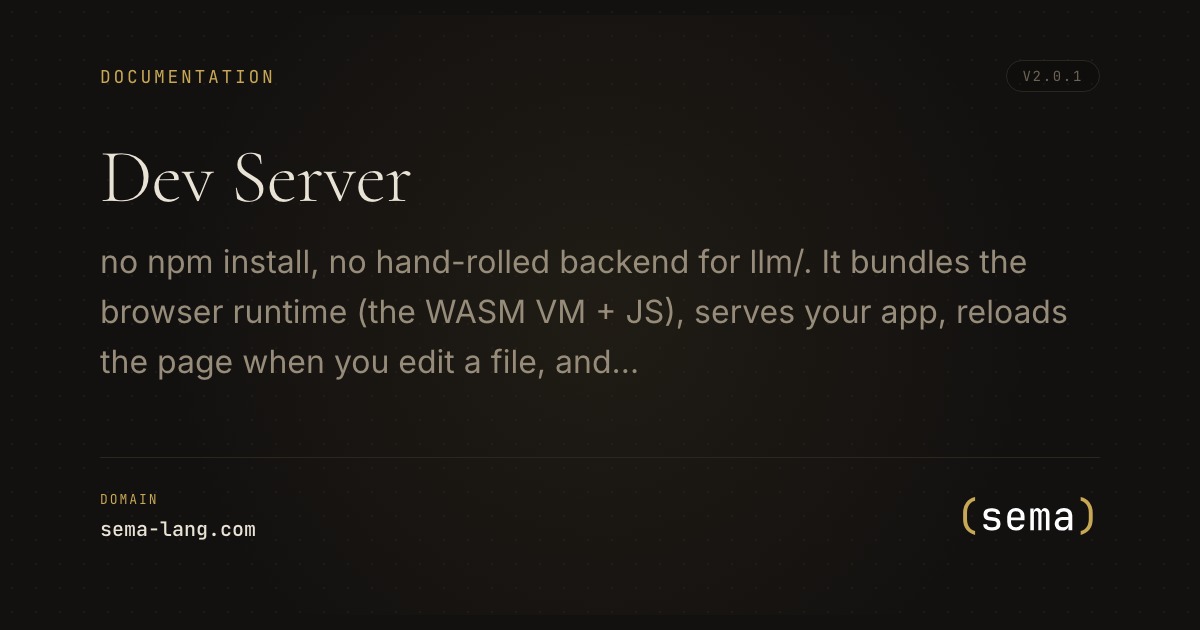 DOCUMENTATION
V2.0.1
Dev Server
no npm install, no hand-rolled backend for llm/. It bundles the
browser runtime (the WASM VM + JS), serves your app, reloads
the page when you edit a file, and...
DOMAIN
sema-lang.com
(sema)